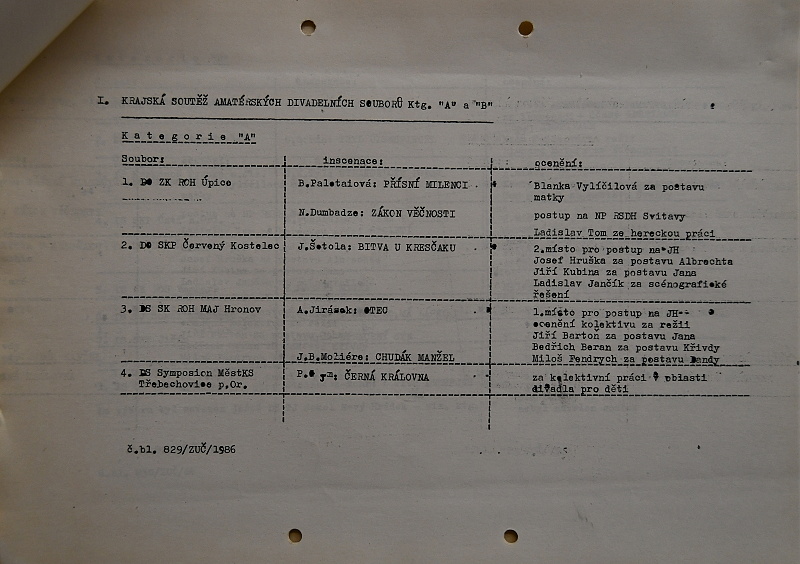 I. KRAJSKÁ SOUTĚŽ AMATÉRSKÝCH DIVADELNÍCH SOUBORŮ Ktg. "A" a "B"
Kategorie "A"
Soubor: inscenace: ocenění:
1. DS ZK ROH Úpice B.Paletaiová: PŘÍSNÍ MILENCI Blanka Vylíčilová za postavu
matky
N.Dumbadze: ZÁKON VĚČNOSTI postup na NP RSDH Svitavy
Ladislav Tom ze hereckou práci
2. DS SKP Červený Kostelec J.Šotola: BITVA U KRESČAKU 2.místo pro postup na JH
Josef Hruška za postavu Albrechta
Jiří Kubina za postavu Jana
Ladislav Jančík za scénografické
řešení
3. DS SK ROH MAJ Hronov A.Jirásek: OTEC 1.místo pro postup na JH
ocenění kolektivu za režii
Jiří Bartoň za postavu Jana
Bedřich Beran za postavu Křivdy
J.B.Moliére: CHUDÁK MANŽEL Miloš Fendrych za postavu Dandy
4. DS Symposion MěstKS ČERNÁ KRÁLOVNA za kolektivní práci v oblasti
Třebechovice p.Or. divadla pro děti
č.bl. 829/ZUČ/1986